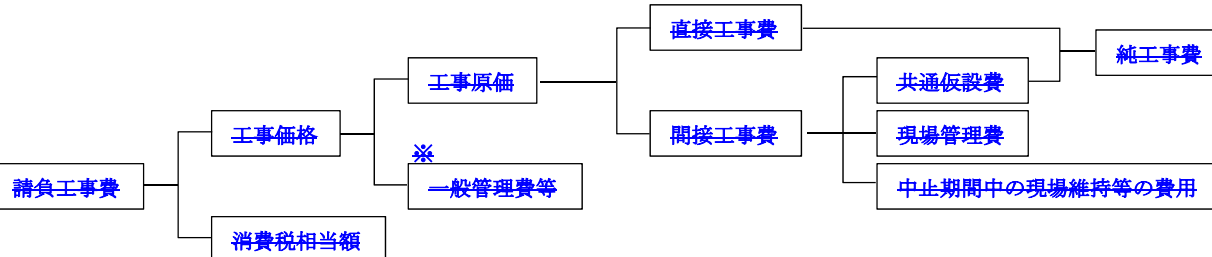 直接工事費
純工事費
工事原価
共通仮設費
工事価格
間接工事費
現場管理費
※
請負工事費
一般管理費等
中止期間中の現場維持等の費用
消費税相当額